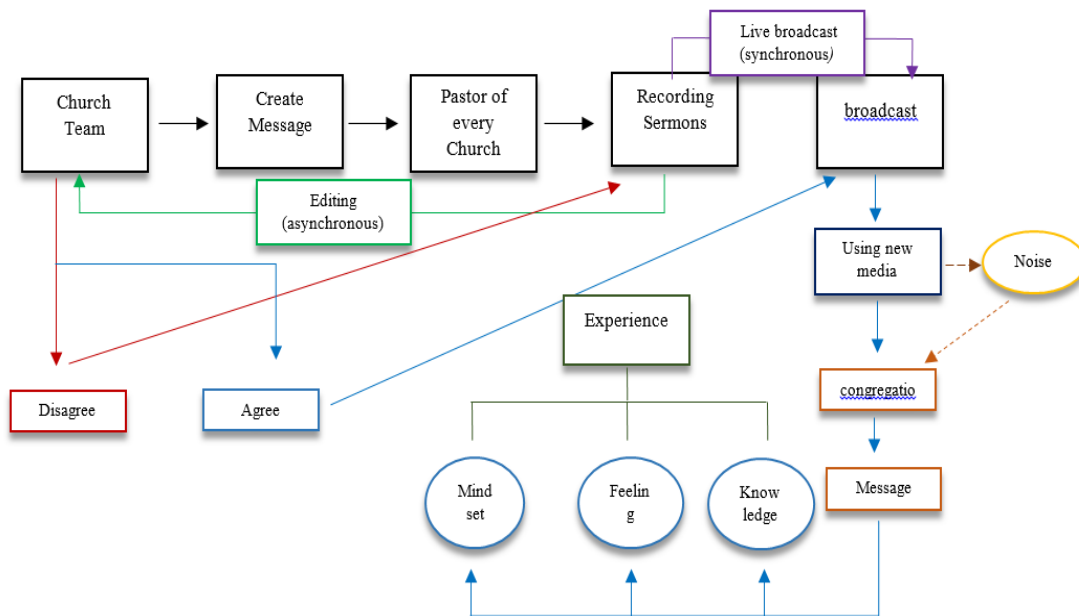 Live broadcast
(synchronous)
Church
Team
Create
Message
Pastor of
every
Church
Recording
Sermons
broadcast
Editing
(asynchronous)
Using new
media
Noise
Experience
Disagree
Agree
congregatio
Mind
set
Feelin
g
Know
ledge
Message